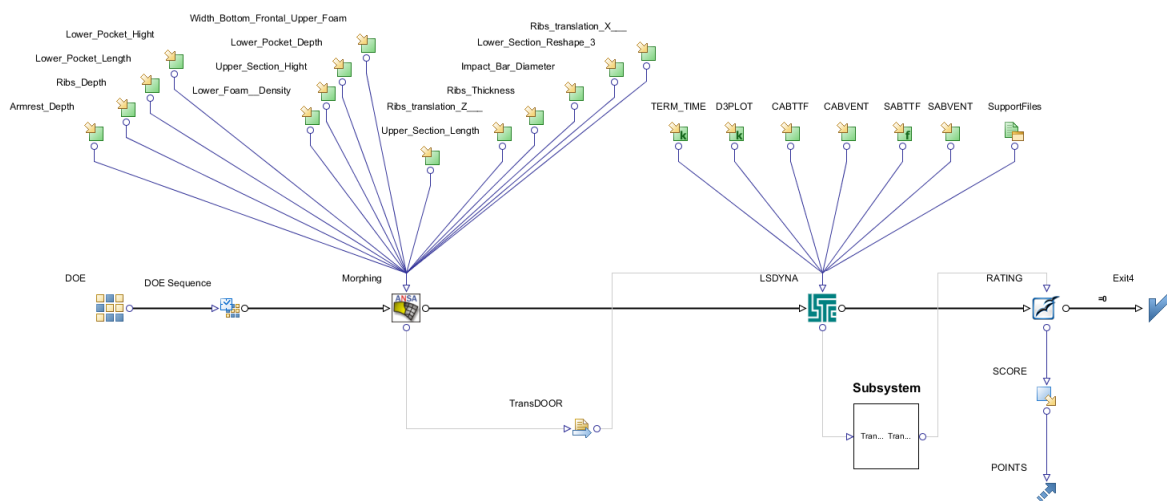 Width_Bottom_Frontal_Upper_Foam
Ribs_translation_X___
Lower_Pocket_Hight
Lower_Pocket_Depth
Lower_Section_Reshape_3
Lower_Pocket_Length
Upper_Section_Hight
Impact_Bar_Diameter
Ribs_Depth
Lower_Foam__Density
Ribs_Thickness
Armrest_Depth
Ribs_translation_Z___
TERM_TIME
D3PLOT
CABTTF
CABVENT
SABTTF
SABVENT
SupportFiles
Upper_Section_Length
k
k
f
DOE
DOE Sequence
Morphing
LSDYNA
RATING
Exit4
ANSA
=0
SCORE
Subsystem
TransDOOR
Tran... Tran...
POINTS